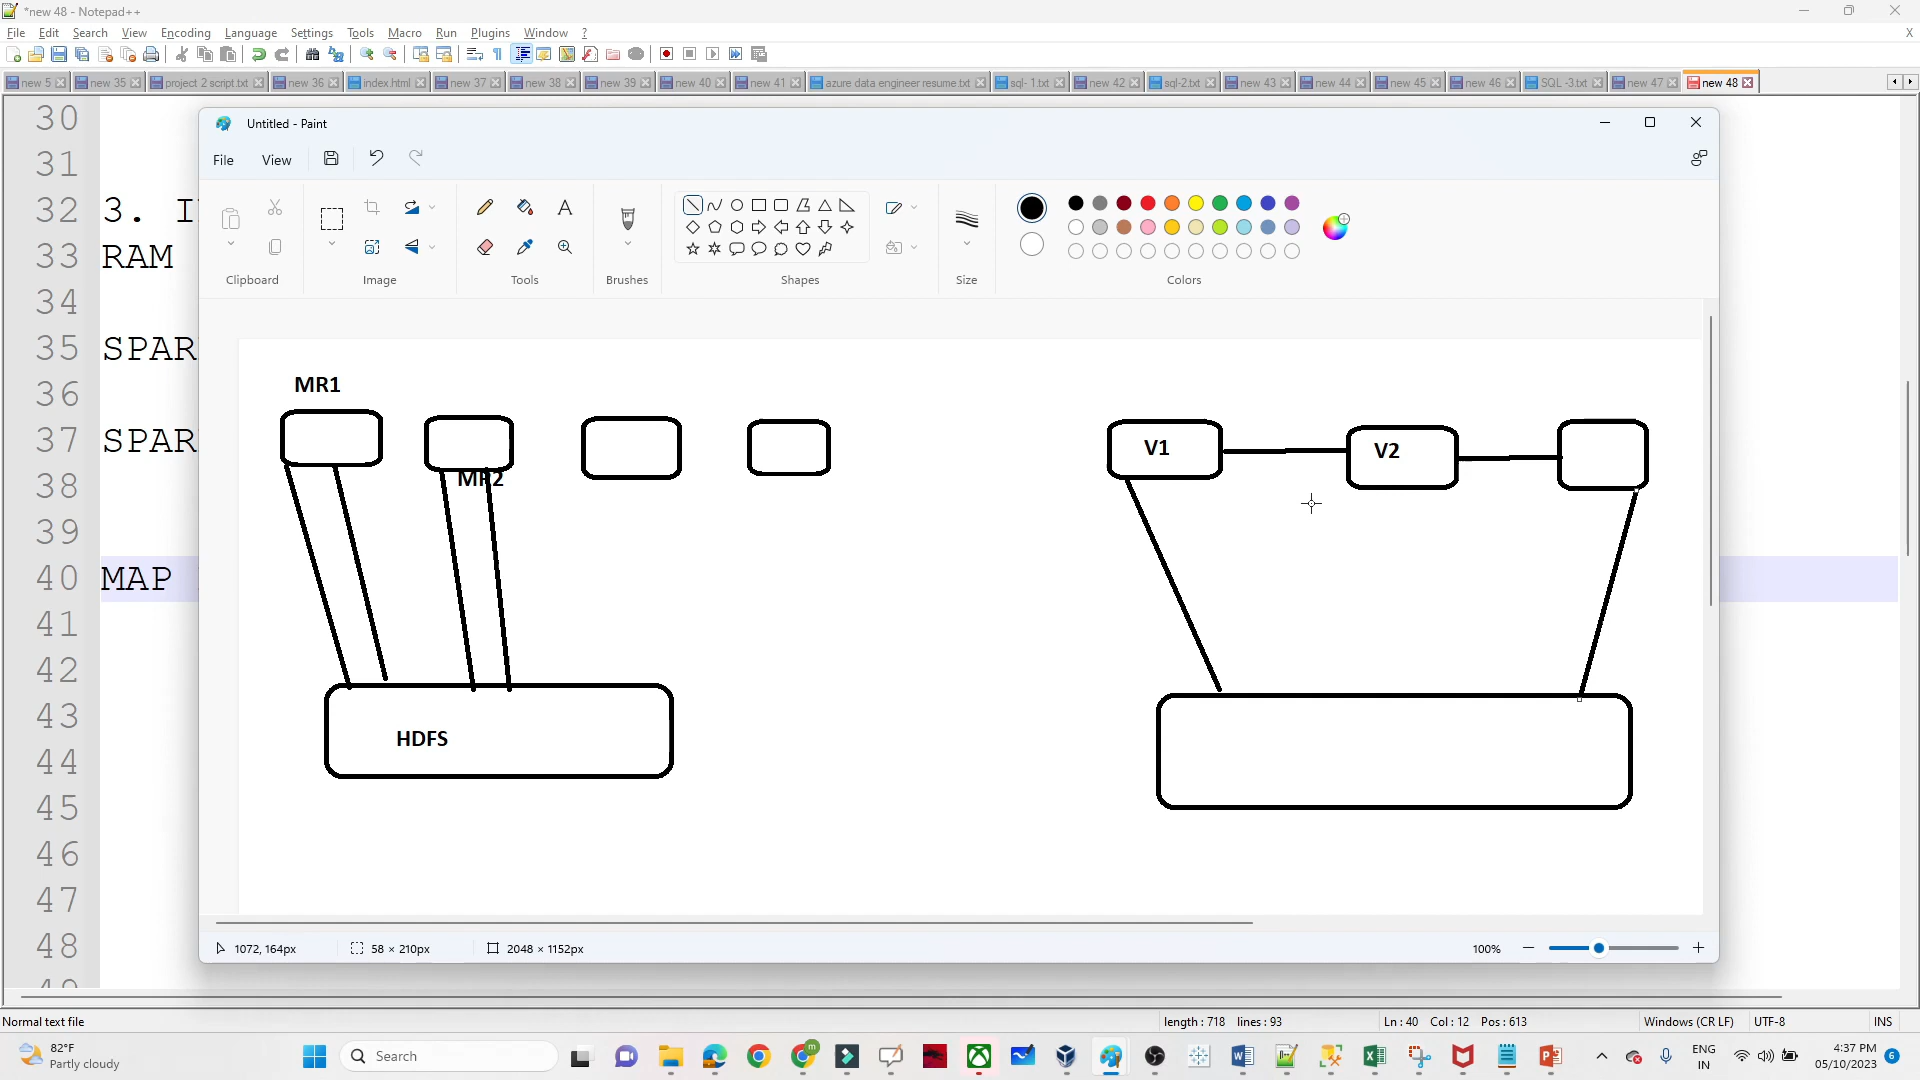 *new 48 - Notepad++
File Edit Search View Encoding Language Settings Tools Macro Run Plugins Window ? X
new 5 new 35 project 2 script.txt new 36 index.html new 37 new 38 new 39 new 40 new 41 azure data engineer resume.txt sql- 1.txt new 42 sql-2.txt new 43 new 44 new 45 new 46 SQL -3.txt new 47 new 48
Untitled - Paint
File View
Clipboard Image Tools Brushes Shapes Size Colors
30
31
32 3. I
33 RAM
34
35 SPAR
36
37 SPAR
38
39
40 MAP
41
42
43
44
45
46
47
48
49
MR1
MR2
HDFS
V1 V2
1072, 164px 58 × 210px 2048 × 1152px 100%
Normal text file length : 718 lines : 93 Ln : 40 Col : 12 Pos : 613 Windows (CR LF) UTF-8 INS
82°F
Partly cloudy
Search
ENG
IN
4:37 PM
05/10/2023
6